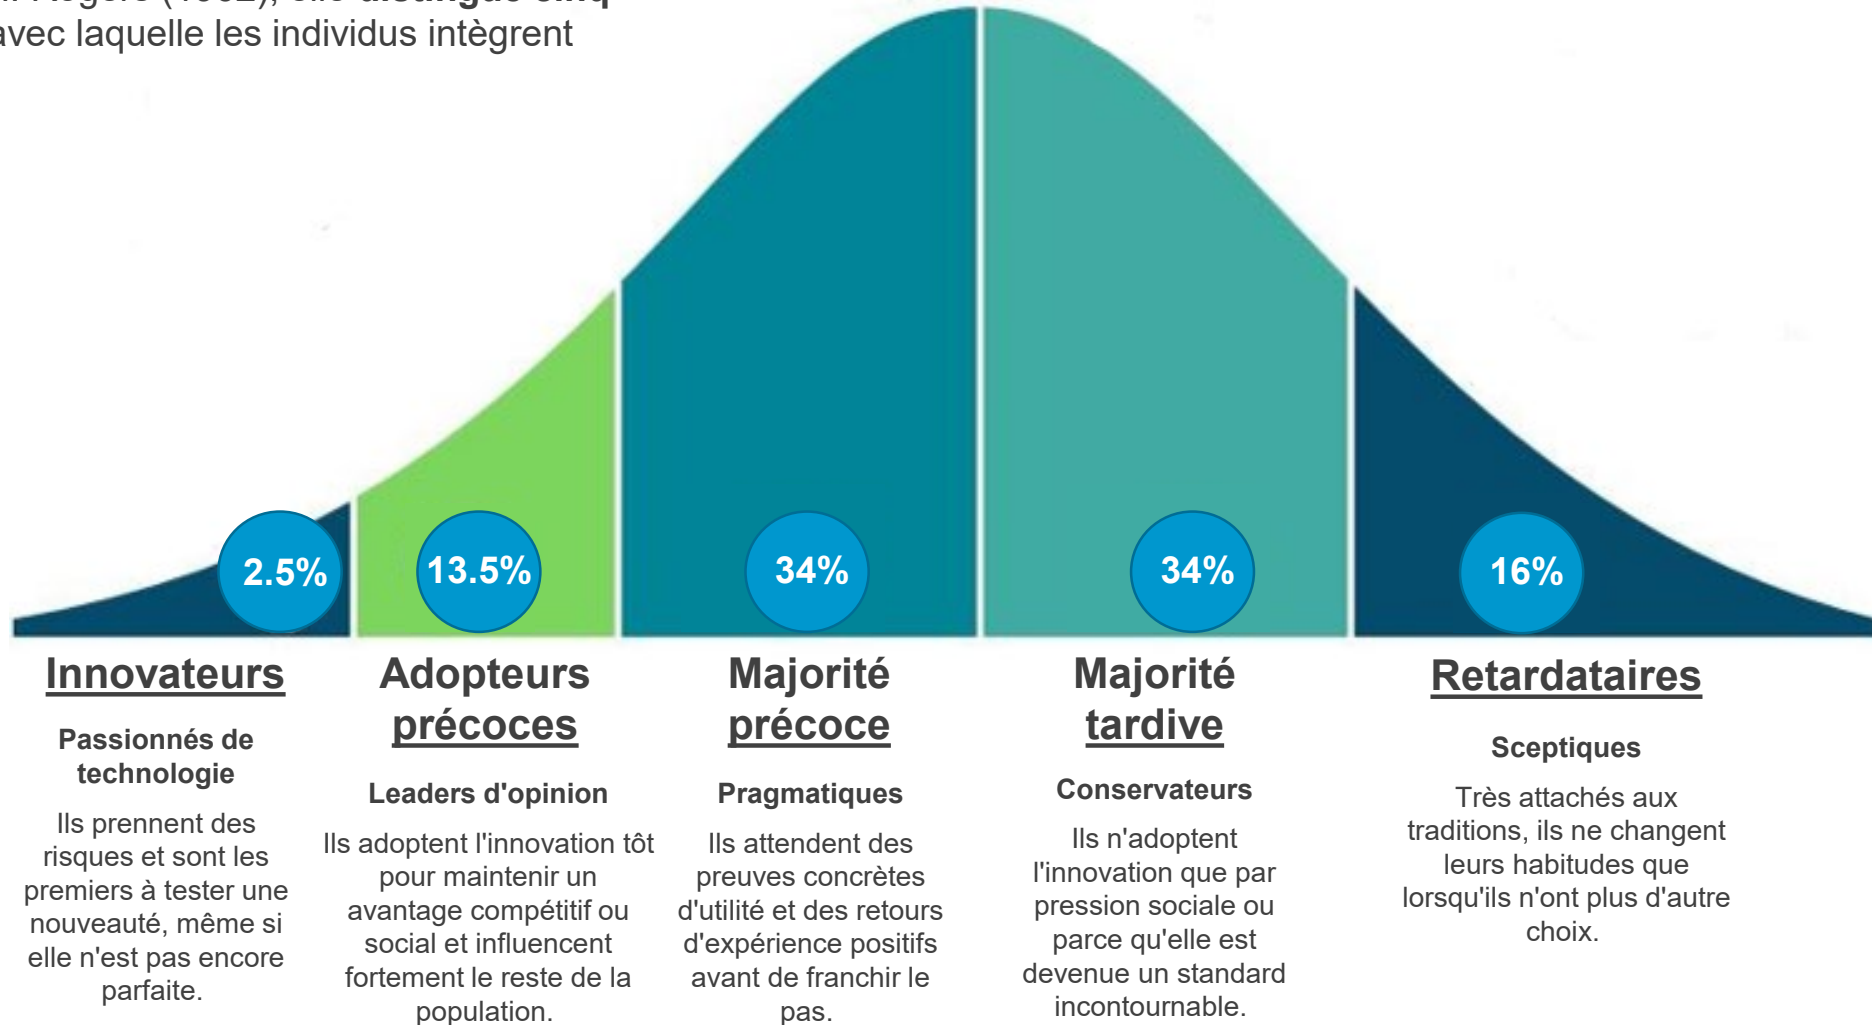 Rogers (1962), elle distingue cinq
avec laquelle les individus intègrent
2.5%
13.5%
34%
34%
16%
Innovateurs
Passionnés de
technologie
Ils prennent des
risques et sont les
premiers à tester une
nouveauté, même si
elle n'est pas encore
parfaite.
Adopteurs
précoces
Leaders d'opinion
Ils adoptent l'innovation tôt
pour maintenir un
avantage compétitif ou
social et influencent
fortement le reste de la
population.
Majorité
précoce
Pragmatiques
Ils attendent des
preuves concrètes
d'utilité et des retours
d'expérience positifs
avant de franchir le
pas.
Majorité
tardive
Conservateurs
Ils n'adoptent
l'innovation que par
pression sociale ou
parce qu'elle est
devenue un standard
incontournable.
Retardataires
Sceptiques
Très attachés aux
traditions, ils ne changent
leurs habitudes que
lorsqu'ils n'ont plus d'autre
choix.